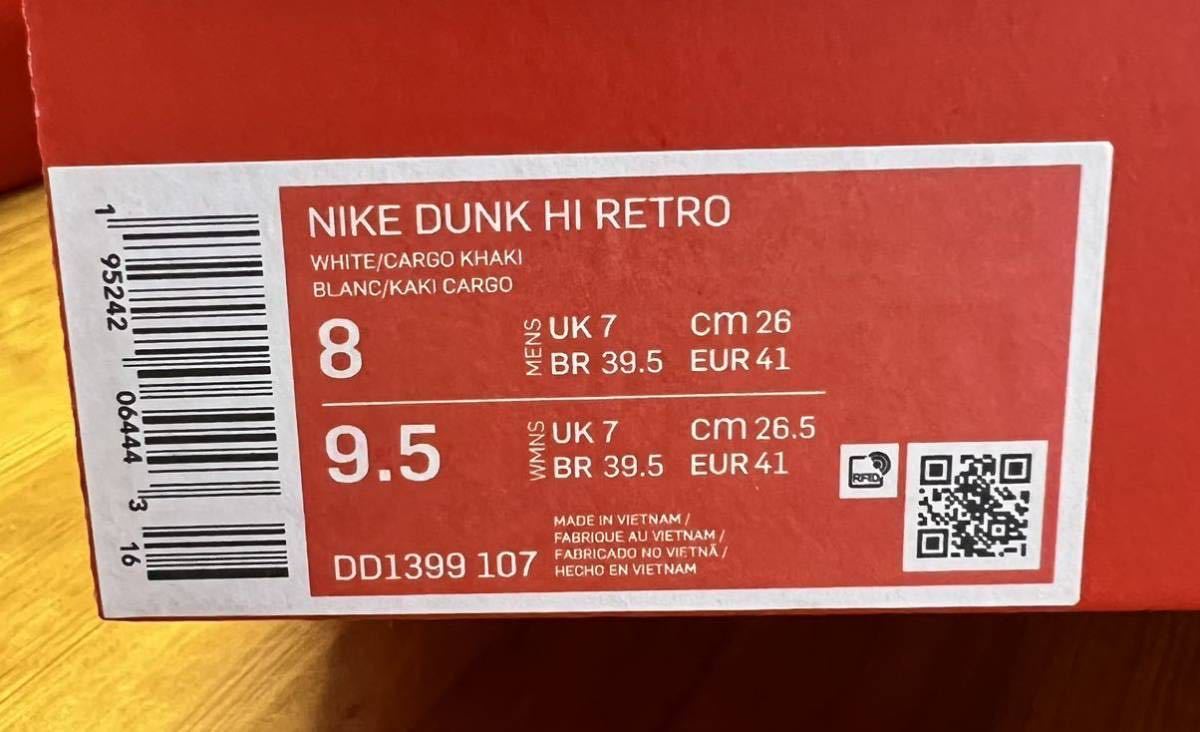 NIKE DUNK HI RETRO
WHITE/CARGO KHAKI
BLANC/KAKI CARGO
8
MENS
UK 7 cm 26
BR 39.5 EUR 41
9.5
WMNS
UK 7 cm 26.5
BR 39.5 EUR 41
DD1399 107
MADE IN VIETNAM /
FABRIQUE AU VIETNAM /
FABRICADO NO VIETNÃ /
HECHO EN VIETNAM
RFID
1 95242 06444 3 16